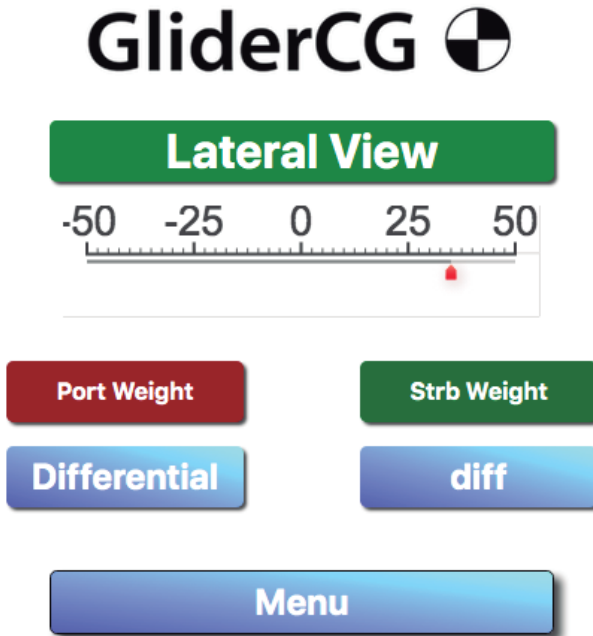 GliderCG
Lateral View
-50 -25 0 25 50
Port Weight Strb Weight
Differential diff
Menu